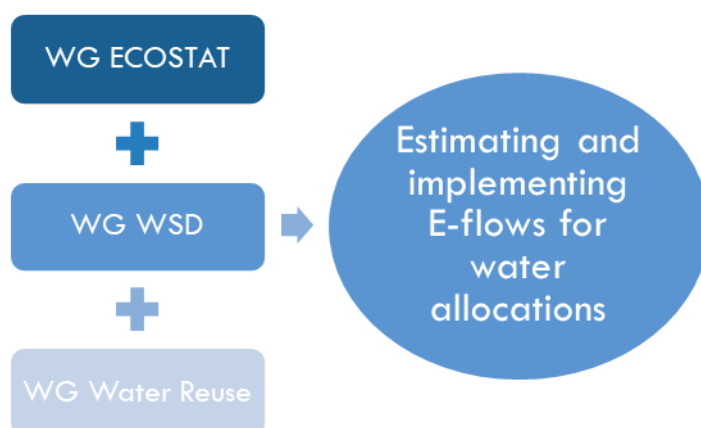 WG ECOSTAT
WG WSD
WG Water Reuse
Estimating and
implementing
E-flows for
water
allocations